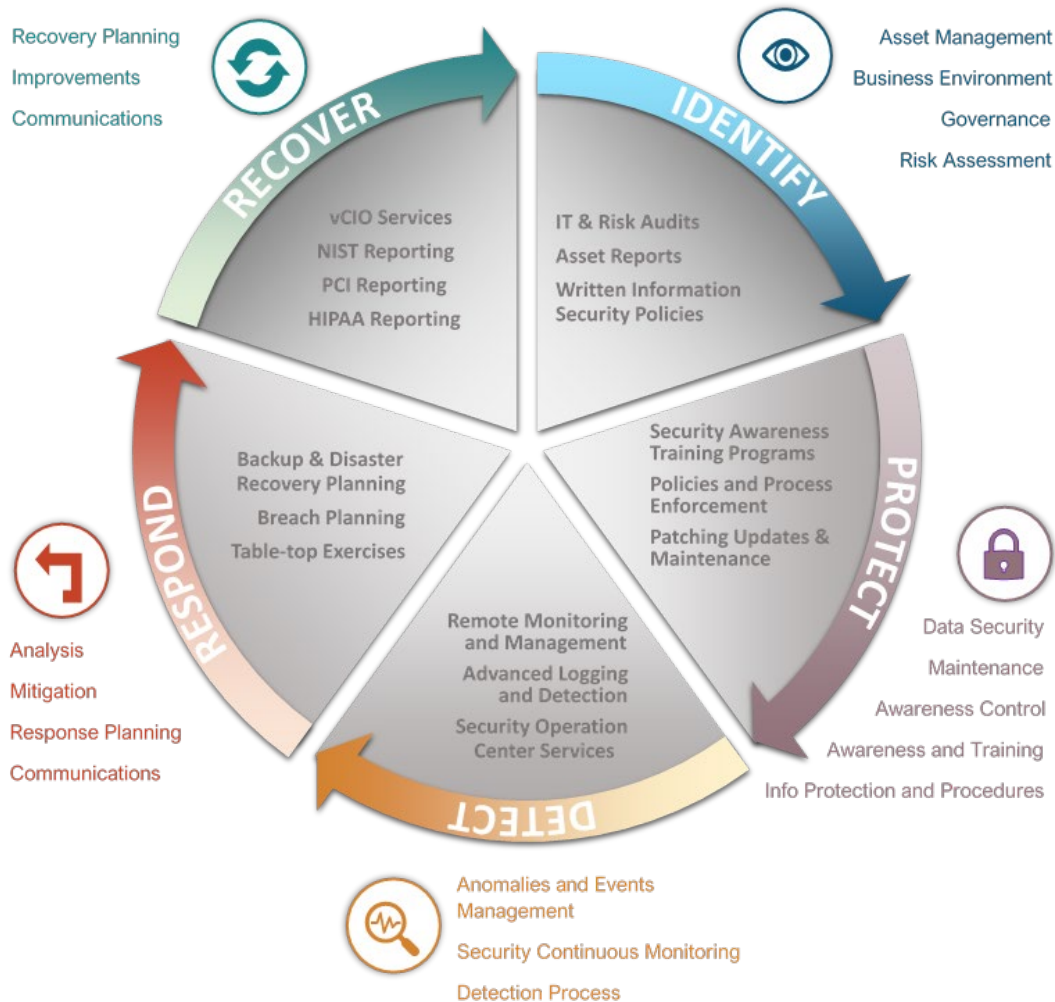 Recovery Planning
Improvements
Communications
RECOVER
vCIO Services
NIST Reporting
PCI Reporting
HIPAA Reporting
IDENTIFY
Asset Management
Business Environment
Governance
Risk Assessment
IT & Risk Audits
Asset Reports
Written Information
Security Policies
PROTECT
Security Awareness
Training Programs
Policies and Process
Enforcement
Patching Updates &
Maintenance
Data Security
Maintenance
Awareness Control
Awareness and Training
Info Protection and Procedures
DETECT
Remote Monitoring
and Management
Advanced Logging
and Detection
Security Operation
Center Services
Anomalies and Events
Management
Security Continuous Monitoring
Detection Process
RESPOND
Backup & Disaster
Recovery Planning
Breach Planning
Table-top Exercises
Analysis
Mitigation
Response Planning
Communications